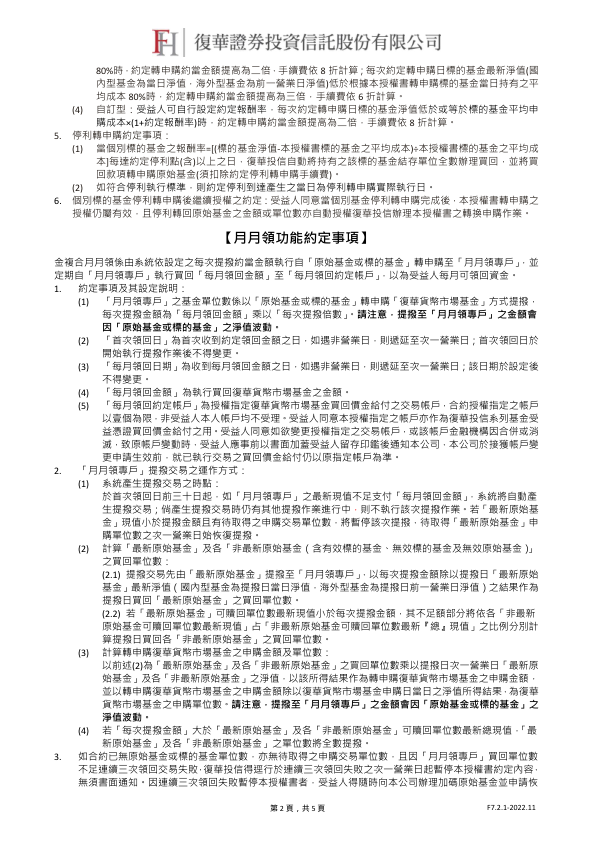 FH 復華證券投資信託股份有限公司
80%時，約定轉申購約當金額提高為二倍，手續費依 8 折計算；每次約定轉申購日標的基金最新淨值(國
內型基金為當日淨值，海外型基金為前一營業日淨值)低於根據本授權書轉申購標的基金當日持有之平
均成本 80%時，約定轉申購約當金額提高為三倍，手續費依 6 折計算。
(4) 自訂型：受益人可自行設定約定報酬率，每次約定轉申購日標的基金淨值低於或等於標的基金平均申
購成本×(1+約定報酬率)時，約定轉申購約當金額提高為二倍，手續費依 8 折計算。
5. 停利轉申購約定事項：
(1) 當個別標的基金約定報酬率=[(標的基金淨值-本授權書標的基金之平均成本)÷本授權書標的基金之平均成
本]每達約定停利點(含)以上之日，復華投信自動將持有之該標的基金結存單位全數辦理買回，並將買
回款項轉申購原始基金(須扣除約定停利轉申購手續費)。
(2) 如符合停利執行標準，則約定停利到達產生之當日為停利轉申購實際執行日。
6. 個別標的基金停利轉申購後繼續授權之約定：受益人同意當個別基金停利轉申購完成後，本授權書轉申購之
授權仍屬有效，且停利轉回原始基金之金額或單位數亦自動授權復華投信辦理本授權書之轉換申購作業。
【月月領功能約定事項】
金複合月月領係由系統依設定之每次提撥約當金額執行自「原始基金或標的基金」轉申購至「月月領專戶」，並
定期自「月月領專戶」執行買回「每月領回金額」至「每月領回約定帳戶」，以為受益人每月可領回資金。
1. 約定事項及其設定說明：
(1) 「月月領專戶」之基金單位數係以「原始基金或標的基金」轉申購「復華貨幣市場基金」方式提撥，
每次提撥金額為「每月領回金額」乘以「每次提撥倍數」。請注意，提撥至「月月領專戶」之金額會
因「原始基金或標的基金」之淨值波動。
(2) 「首次領回日」為首次收到約定領回金額之日，如遇非營業日，則遞延至次一營業日；首次領回日於
開始執行提撥作業後不得變更。
(3) 「每月領回日期」為收到每月領回金額之日，如遇非營業日，則遞延至次一營業日；該日期於設定後
不得變更。
(4) 「每月領回金額」為執行買回復華貨幣市場基金之金額。
(5) 「每月領回約定帳戶」為授權指定復華貨幣市場基金買回價金給付之交易帳戶，合約授權指定之帳戶
以壹個為限，非受益人本人帳戶均不受理。受益人同意本授權指定之帳戶亦作為復華投信系列基金受
益憑證買回價金給付之用。受益人同意如欲變更授權指定之交易帳戶，或該帳戶金融機構因合併或消
滅，致原帳戶變動時，受益人應事前以書面加蓋受益人留存印鑑後通知本公司，本公司於接獲帳戶變
更申請生效前，就已執行交易之買回價金給付仍以原指定帳戶為準。
2. 「月月領專戶」提撥交易之運作方式：
(1) 系統產生提撥交易之時點：
於首次領回日前三十日起，如「月月領專戶」之最新現值不足支付「每月領回金額」，系統將自動產
生提撥交易；倘產生提撥交易時仍有其他提撥作業進行中，則不執行該次提撥作業。若「最新原始基
金」現值小於提撥金額且有待取得之申購交易單位數，將暫停該次提撥，待取得「最新原始基金」申
購單位數之次一營業日始恢復提撥。
(2) 計算「最新原始基金」及各「非最新原始基金（含有效標的基金、無效標的基金及無效原始基金）」
之買回單位數：
(2.1) 提撥交易先由「最新原始基金」提撥至「月月領專戶」，以每次提撥金額除以提撥日「最新原始
基金」最新淨值（國內型基金為提撥日當日淨值，海外型基金為提撥日前一營業日淨值）之結果作為
提撥日買回「最新原始基金」之買回單位數。
(2.2) 若「最新原始基金」可贖回單位數最新現值小於每次提撥金額，其不足額部分將依各「非最新
原始基金可贖回單位數最新現值」占「非最新原始基金可贖回單位數最新『總』現值」之比例分別計
算提撥日買回各「非最新原始基金」之買回單位數。
(3) 計算轉申購復華貨幣市場基金之申購金額及單位數：
以前述(2)為「最新原始基金」及各「非最新原始基金」之買回單位數乘以提撥日次一營業日「最新原
始基金」及各「非最新原始基金」之淨值，以該所得結果作為轉申購復華貨幣市場基金之申購金額，
並以轉申購復華貨幣市場基金之申購金額除以復華貨幣市場基金申購日當日之淨值所得結果，為復華
貨幣市場基金之申購單位數。請注意，提撥至「月月領專戶」之金額會因「原始基金或標的基金」之
淨值波動。
(4) 若「每次提撥金額」大於「最新原始基金」及各「非最新原始基金」可贖回單位數最新總現值，「最
新原始基金」及各「非最新原始基金」之單位數將全數提撥。
3. 如合約已無原始基金或標的基金單位數，亦無待取得之申購交易單位數，且因「月月領專戶」買回單位數
不足連續三次領回交易失敗，復華投信得逕行於連續三次領回失敗之次一營業日起暫停本授權書約定內容，
無須書面通知。因連續三次領回失敗暫停本授權書者，受益人得隨時向本公司辦理加碼原始基金並申請恢
第 2 頁，共 5 頁
F7.2.1-2022.11